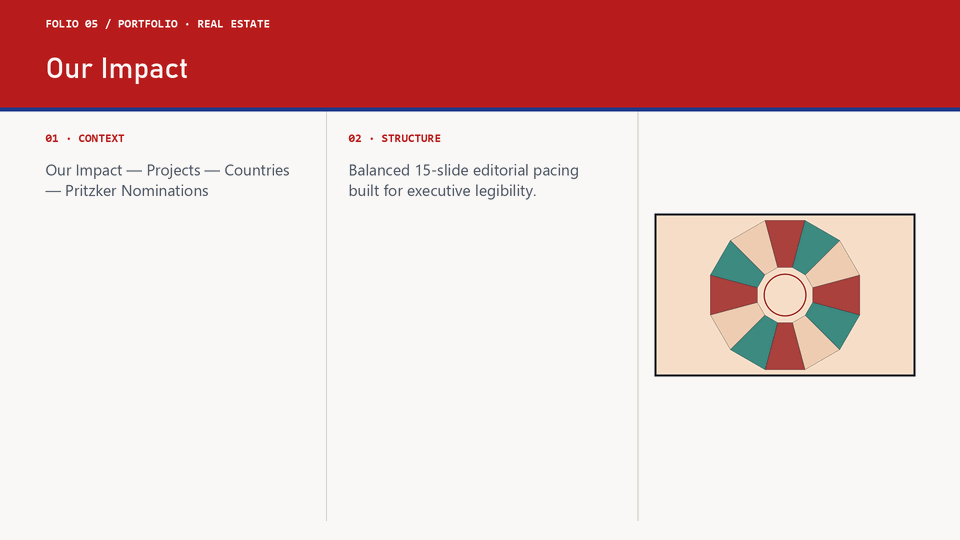 FOLIO 05 / PORTFOLIO · REAL ESTATE
Our Impact
01 · CONTEXT
Our Impact — Projects — Countries
— Pritzker Nominations
02 · STRUCTURE
Balanced 15-slide editorial pacing
built for executive legibility.